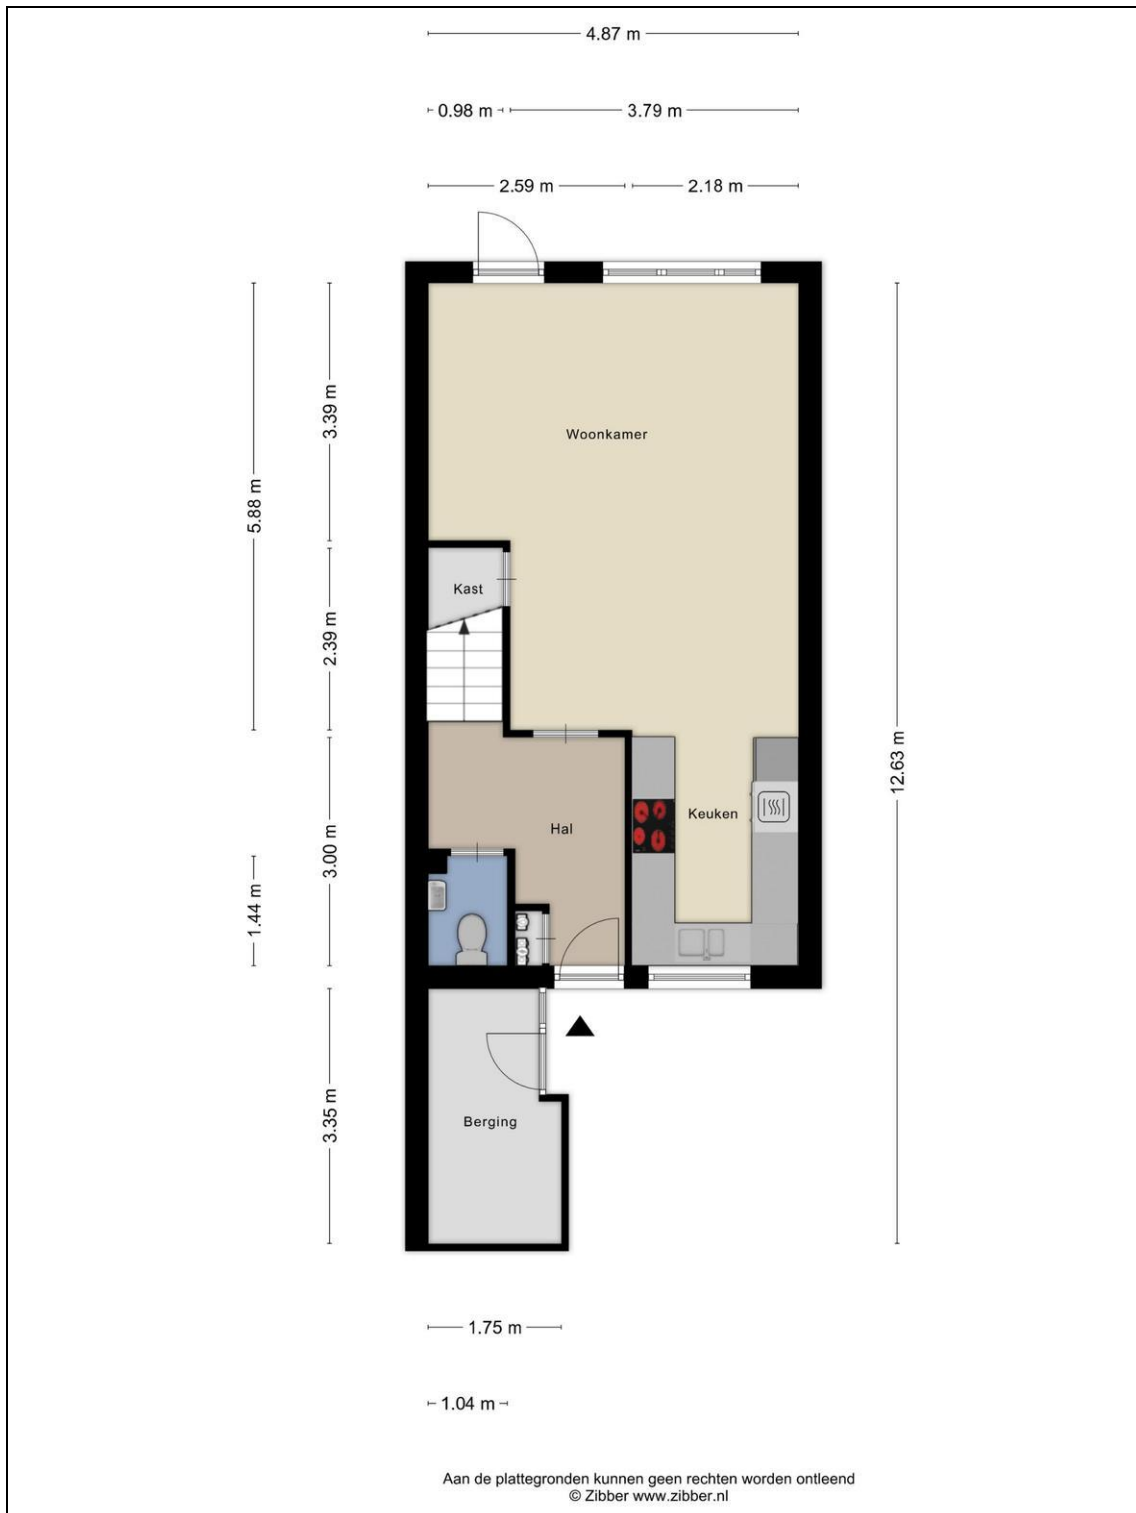 4.87 m
0.98 m
3.79 m
2.59 m
2.18 m
Woonkamer
3.39 m
5.88 m
Kast
2.39 m
12.63 m
Keuken
Hal
3.00 m
1.44 m
Berging
3.35 m
1.75 m
1.04 m
Aan de plattegronden kunnen geen rechten worden ontleend
© Zibber www.zibber.nl